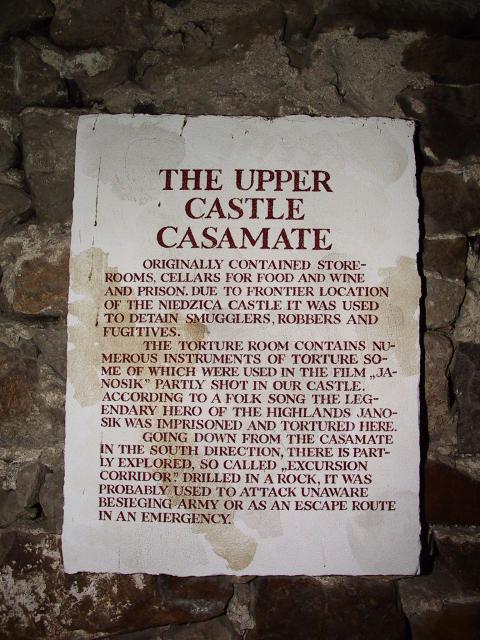 THE UPPER
CASTLE
CASAMATE
ORIGINALLY CONTAINED STORE-
ROOMS, CELLARS FOR FOOD AND WINE
AND PRISON. DUE TO FRONTIER LOCATION
OF THE NIEDZICA CASTLE IT WAS USED
TO DETAIN SMUGGLERS, ROBBERS AND
FUGITIVES.
THE TORTURE ROOM CONTAINS NU-
MEROUS INSTRUMENTS OF TORTURE SO-
ME OF WHICH WERE USED IN THE FILM „JA-
NOSIK” PARTLY SHOT IN OUR CASTLE.
ACCORDING TO A FOLK SONG THE LEG-
ENDARY HERO OF THE HIGHLANDS JANO-
SIK WAS IMPRISONED AND TORTURED HERE.
GOING DOWN FROM THE CASAMATE
IN THE SOUTH DIRECTION, THERE IS PART-
LY EXPLORED, SO CALLED „EXCURSION
CORRIDOR” DRILLED IN A ROCK, IT WAS
PROBABLY USED TO ATTACK UNAWARE
BESIEGING ARMY OR AS AN ESCAPE ROUTE
IN AN EMERGENCY.